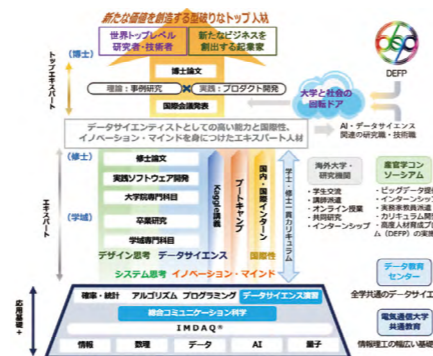 新たな価値を創造する型破りなトップ人材
世界トップレベル
研究者・技術者
新たなビジネスを
創出する起業家
(博士)
博士論文
理論：事例研究
実践：プロダクト開発
国際会議発表
トップエキスパート
大学と社会の
回転ドア
DEFP
AI・データサイエンス
関連の研究職・技術職
データサイエンティストとしての高い能力と国際性、
イノベーション・マインドを身につけたエキスパート人材
(修士)
修士論文
実践ソフトウェア開発
大学院専門科目
(学域)
卒業研究
学域専門科目
エキスパート
Kaggle講義
ブートキャンプ
国内・国際インターン
学士・修士一貫カリキュラム
デザイン思考
データサイエンス
国際性
システム思考
イノベーション・マインド
海外大学・
研究機関
・学生交流
・講師派遣
・オンライン授業
・共同研究
・インターンシップ
産官学コン
ソーシアム
・ビッグデータ提供
・インターンシップ
・実務家教員派遣
・カリキュラム開発
・高度人材育成プロ
ム（DEFP）の実施
応用基礎+
確率・統計
アルゴリズム
プログラミング
データサイエンス演習
総合コミュニケーション科学
IMDAQ®
情報
数理
データ
AI
量子
データ教育
センター
全学共通のデータサイエ
電気通信大学
共通教育
情報理工の幅広い基礎